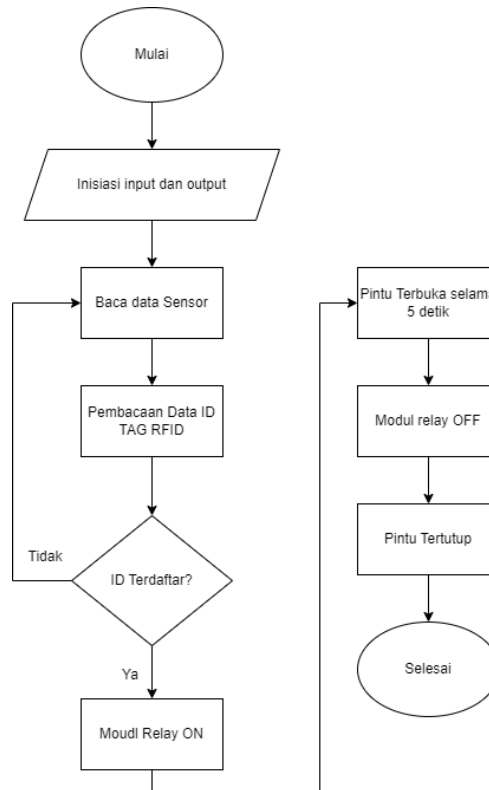 Mulai
Inisiasi input dan output
Baca data Sensor
Pembacaan Data ID
TAG RFID
Tidak
ID Terdaftar?
Ya
Moudl Relay ON
Pintu Terbuka selama
5 detik
Modul relay OFF
Pintu Tertutup
Selesai